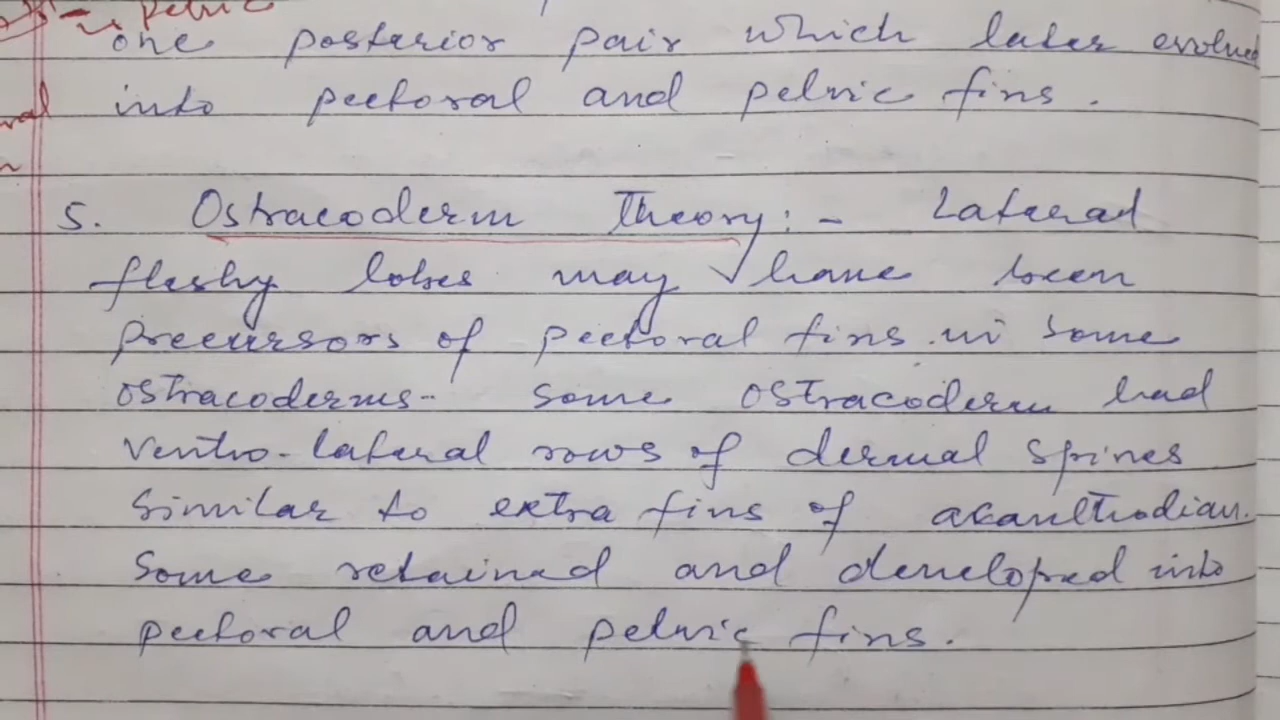 is Pelvic
one posterior pair which later evolved
into pectoral and pelvic fins.
5. Ostracoderm Theory:- Lateral
fleshy lobes may have been
precursors of pectoral fins in some
ostracoderms. Some ostracoderm had
ventro-lateral rows of dermal spines
similar to extra fins of acanthodian.
Some retained and developed into
pectoral and pelvic fins.